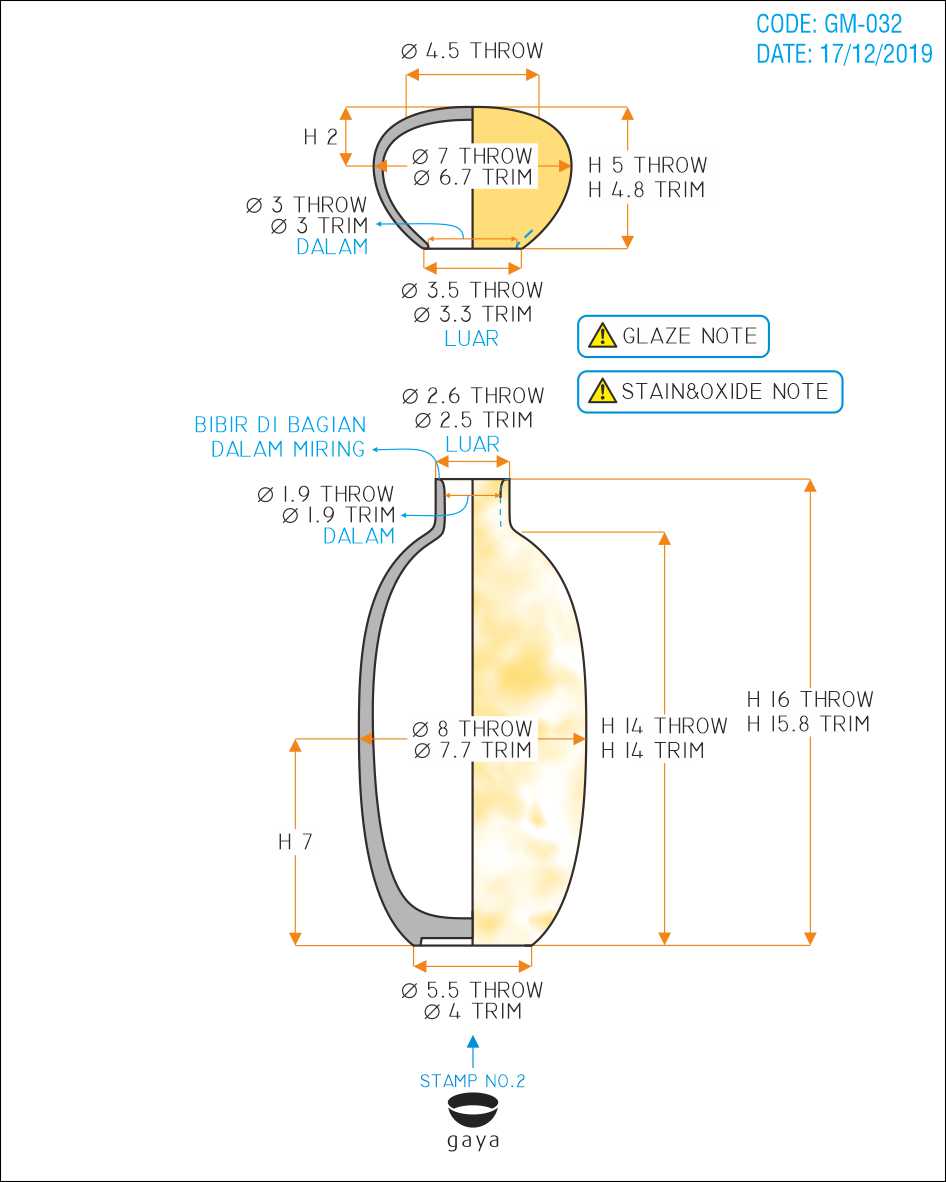 CODE: GM-032
DATE: 17/12/2019
Ø 4.5 THROW
H 2
Ø 7 THROW
Ø 6.7 TRIM
H 5 THROW
H 4.8 TRIM
Ø 3 THROW
Ø 3 TRIM
DALAM
Ø 3.5 THROW
Ø 3.3 TRIM
LUAR
GLAZE NOTE
STAIN&OXIDE NOTE
Ø 2.6 THROW
Ø 2.5 TRIM
LUAR
BIBIR DI BAGIAN
DALAM MIRING
Ø 1.9 THROW
Ø 1.9 TRIM
DALAM
H 16 THROW
H 15.8 TRIM
Ø 8 THROW
Ø 7.7 TRIM
H 14 THROW
H 14 TRIM
H 7
Ø 5.5 THROW
Ø 4 TRIM
STAMP NO.2
gaya